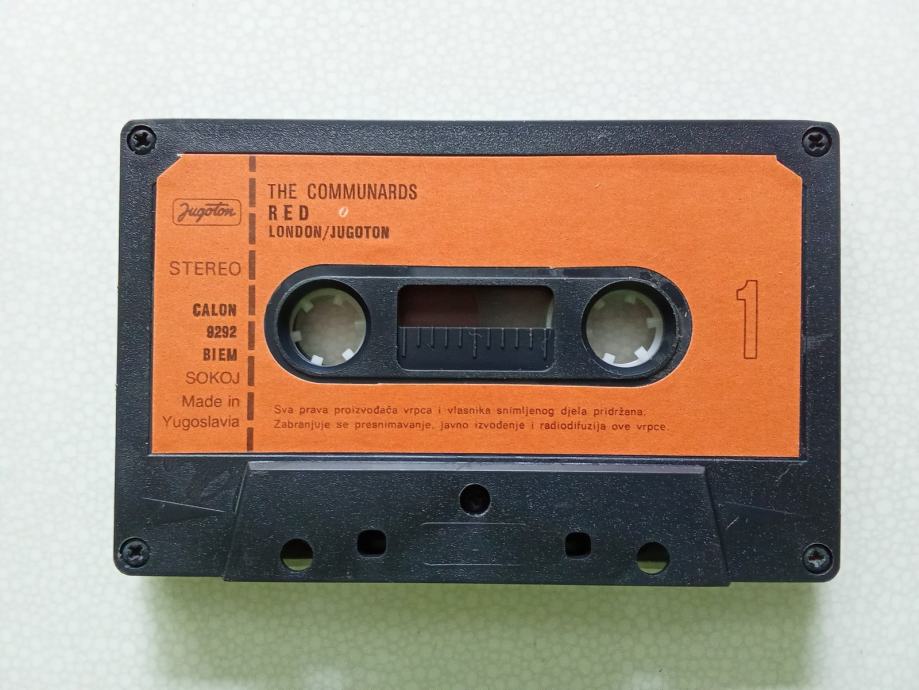 Jugoton
STEREO
CALON
9292
BIEM
SOKOJ
Made in
Yugoslavia
THE COMMUNARDS
RED
LONDON/JUGOTON
1
Sva prava proizvođača vrpca i vlasnika snimljenog djela pridržana.
Zabranjuje se presnimavanje, javno izvođenje i radiodifuzija ove vrpce.